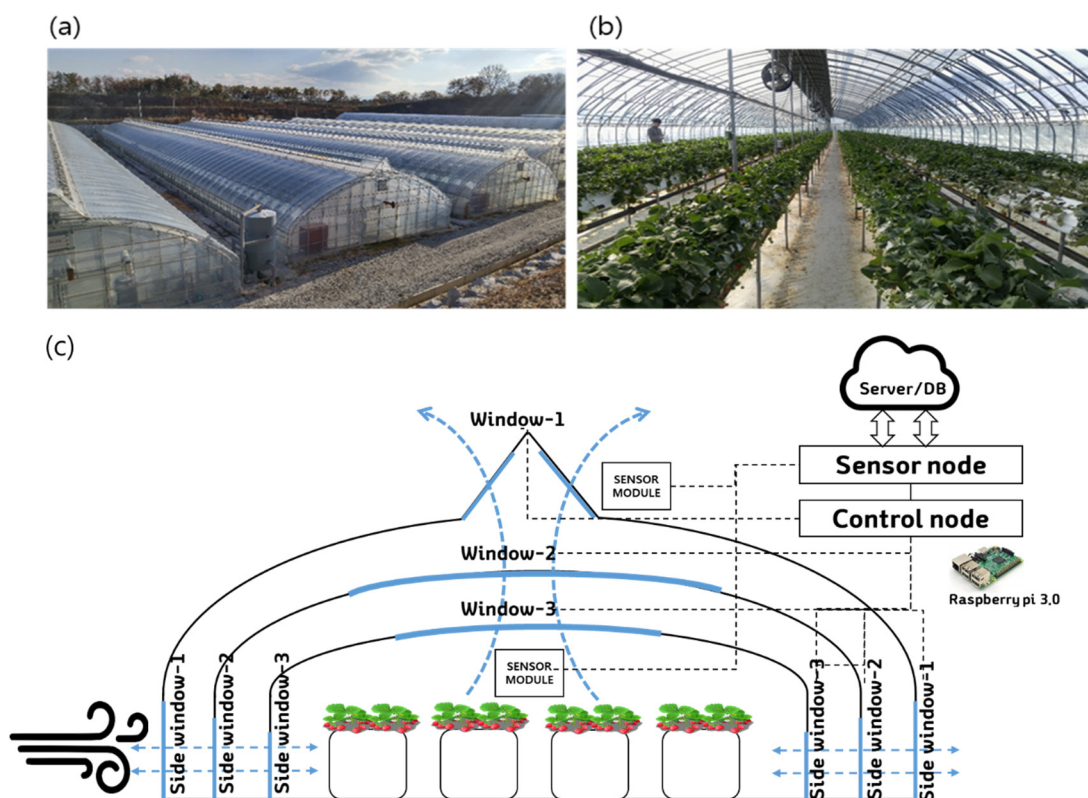 (a)
(b)
(c)
Server/DB
Window-1
Sensor node
SENSOR
MODULE
Control node
Window-2
Raspberry pi 3.0
Window-3
SENSOR
MODULE
Side window-1
Side window-2
Side window-3
Side window-3
Side window-2
Side window-1